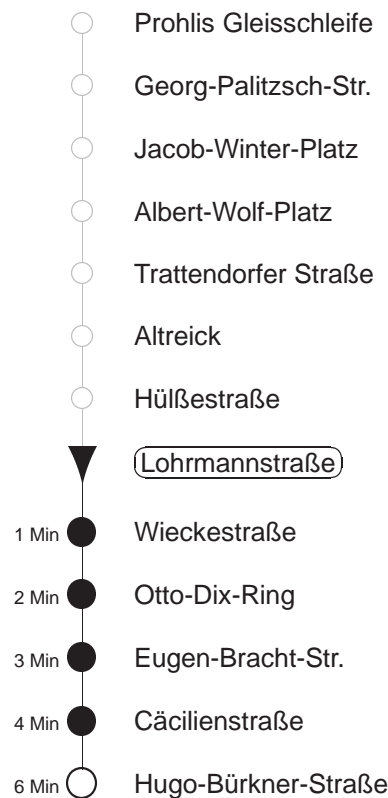 Prohlis Gleisschleife
Georg-Palitzsch-Str.
Jacob-Winter-Platz
Albert-Wolf-Platz
Trattendorfer Straße
Altreick
Hülßestraße
Lohrmannstraße
1 Min Wieckestraße
2 Min Otto-Dix-Ring
3 Min Eugen-Bracht-Str.
4 Min Cäcilienstraße
6 Min Hugo-Bürkner-Straße